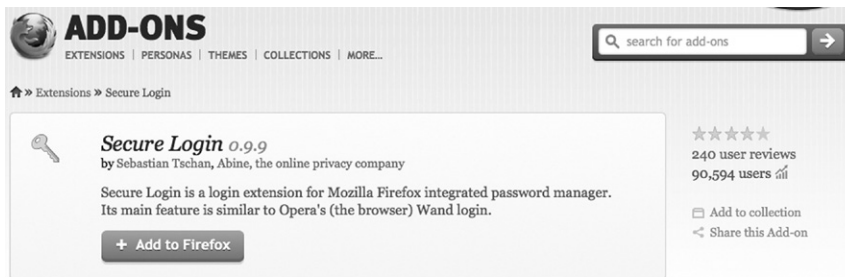 ADD-ONS
EXTENSIONS | PERSONAS | THEMES | COLLECTIONS | MORE...
search for add-ons
» Extensions » Secure Login
Secure Login 0.9.9
by Sebastian Tschan, Abine, the online privacy company
Secure Login is a login extension for Mozilla Firefox integrated password manager.
Its main feature is similar to Opera's (the browser) Wand login.
+ Add to Firefox
240 user reviews
90,594 users
Add to collection
Share this Add-on